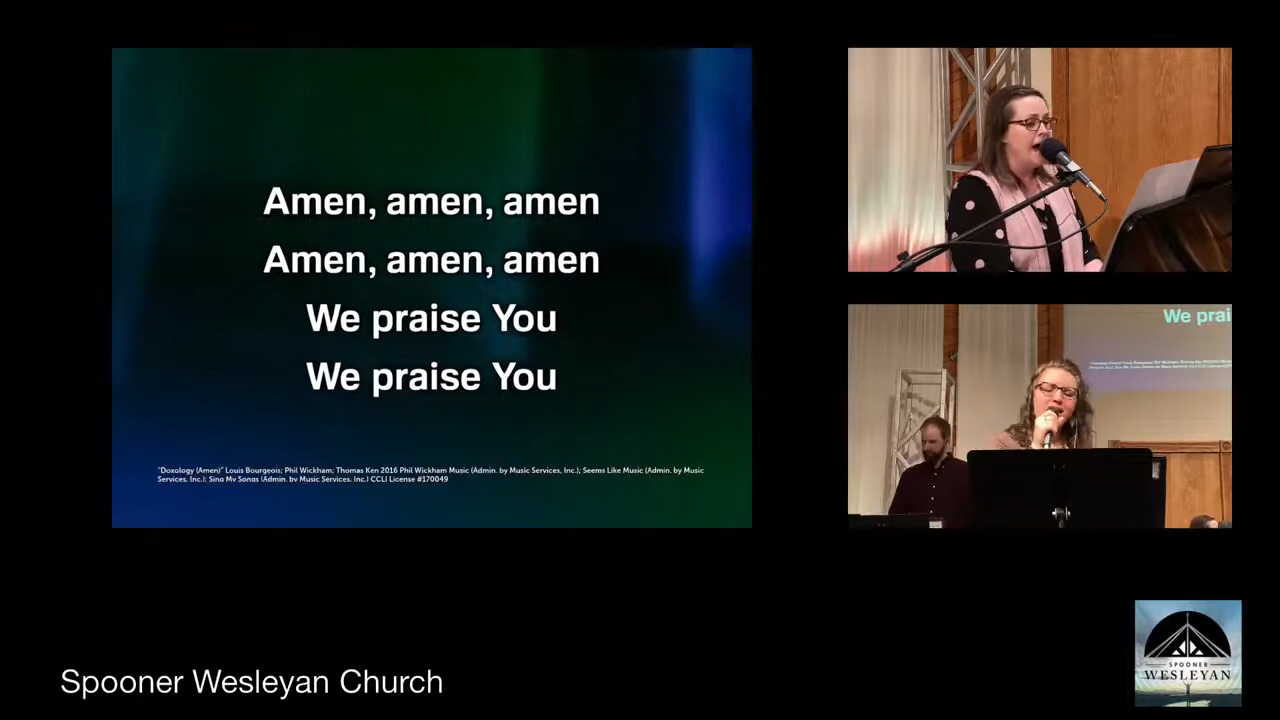 Amen, amen, amen
Amen, amen, amen
We praise You
We praise You
"Doxology (Amen)" Louis Bourgeois; Phil Wickham; Thomas Ken 2016 Phil Wickham Music (Admin. by Music Services, Inc.); Seems Like Music (Admin. by Music
Services, Inc.); Sing My Songs (Admin. by Music Services, Inc.) CCLI License #170049
We prai
Spooner Wesleyan Church
SPOONER
WESLEYAN